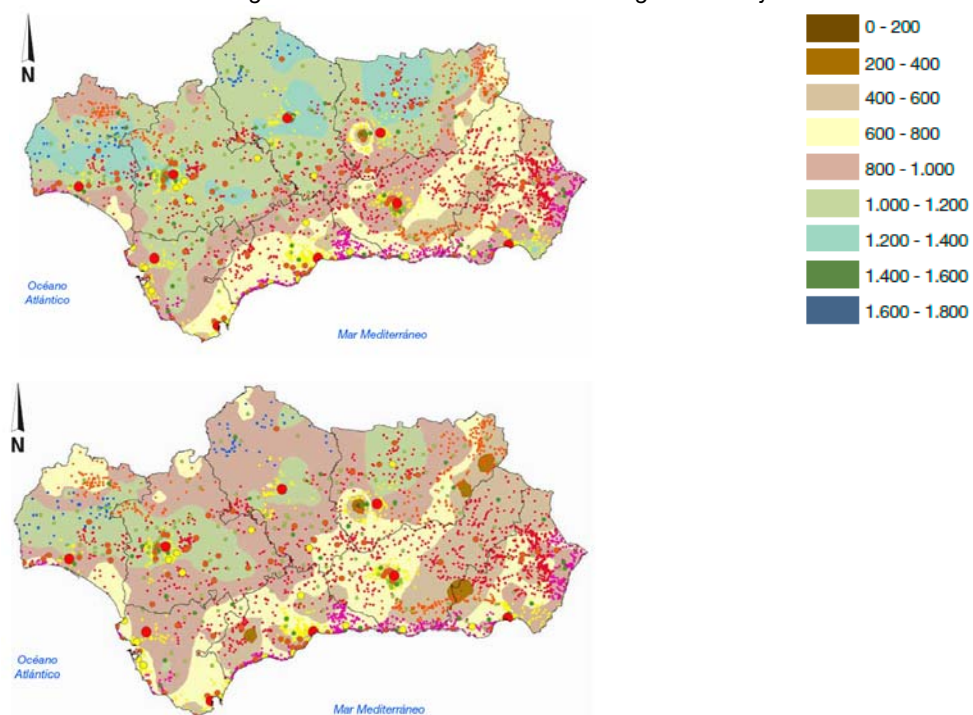 0 - 200
200 - 400
400 - 600
600 - 800
800 - 1.000
1.000 - 1.200
1.200 - 1.400
1.400 - 1.600
1.600 - 1.800
N
Océano
Atlántico
Mar Mediterráneo
N
Océano
Atlántico
Mar Mediterráneo